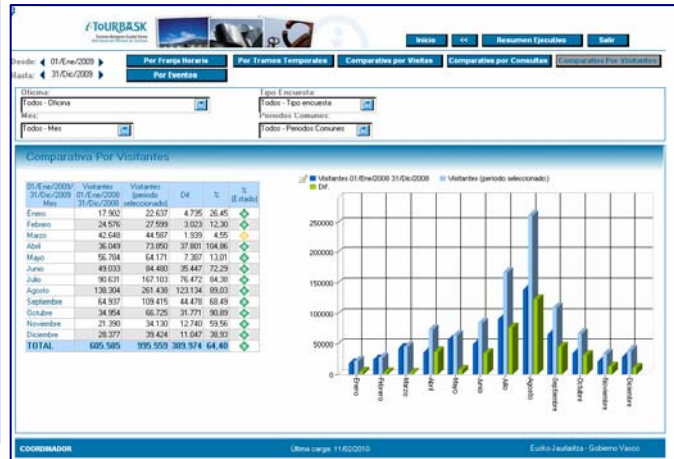 i-TOURBASK
Inicio << Resumen Ejecutivo Salir
Desde: 01/Ene/2009 Por Franja Horaria Por Tramos Temporales Comparativa por Visitas Comparativa por Consultas Comparativa Por Visitantes
Hasta: 31/Dic/2009 Por Eventos
Oficina: Tipo Encuesta:
Todos - Oficina Todos - Tipo encuesta
Mes: Periodos Comunes:
Todos - Mes Todos - Periodos Comunes
Comparativa Por Visitantes
01/Ene/2009/ Visitantes Visitantes %
31/Dic/2009 01/Ene/2008 (periodo Dif. % (Estado)
Mes 31/Dic/2008 seleccionado)
Enero 17.902 22.637 4.735 26,45
Febrero 24.576 27.599 3.023 12,30
Marzo 42.648 44.587 1.939 4,55
Abril 36.049 73.850 37.801 104,86
Mayo 56.784 64.171 7.387 13,01
Junio 49.033 84.480 35.447 72,29
Julio 90.631 167.103 76.472 84,38
Agosto 138.304 261.438 123.134 89,03
Septiembre 64.937 109.415 44.478 68,49
Octubre 34.954 66.725 31.771 90,89
Noviembre 21.390 34.130 12.740 59,56
Diciembre 28.377 39.424 11.047 38,93
TOTAL 605.585 995.559 389.974 64,40
Visitantes 01/Ene/2008 31/Dic/2008 Visitantes (periodo seleccionado)
Dif.
250000
200000
150000
100000
50000
0
Enero Febrero Marzo Abril Mayo Junio Julio Agosto Septiembre Octubre Noviembre Diciembre
COORDINADOR Última carga: 11/02/2010 Eusko Jaurlaritza - Gobierno Vasco